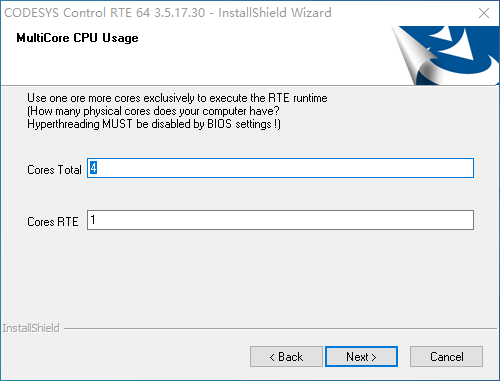 CODESYS Control RTE 64 3.5.17.30 - InstallShield Wizard
MultiCore CPU Usage
Use one ore more cores exclusively to execute the RTE runtime
(How many physical cores does your computer have?
Hyperthreading MUST be disabled by BIOS settings !)
Cores Total 4
Cores RTE 1
InstallShield
< Back Next > Cancel